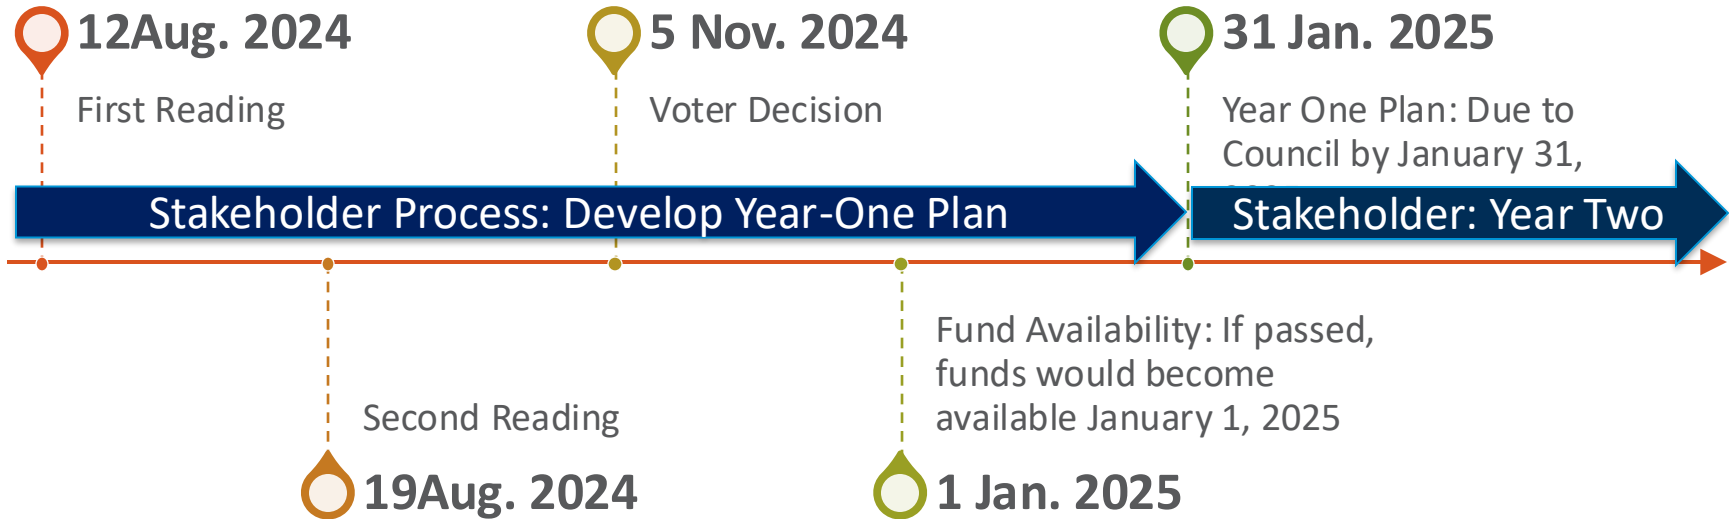 12Aug. 2024
First Reading
5 Nov. 2024
Voter Decision
31 Jan. 2025
Year One Plan: Due to
Council by January 31,
Stakeholder Process: Develop Year-One Plan
Stakeholder: Year Two
Second Reading
19Aug. 2024
Fund Availability: If passed,
funds would become
available January 1, 2025
1 Jan. 2025